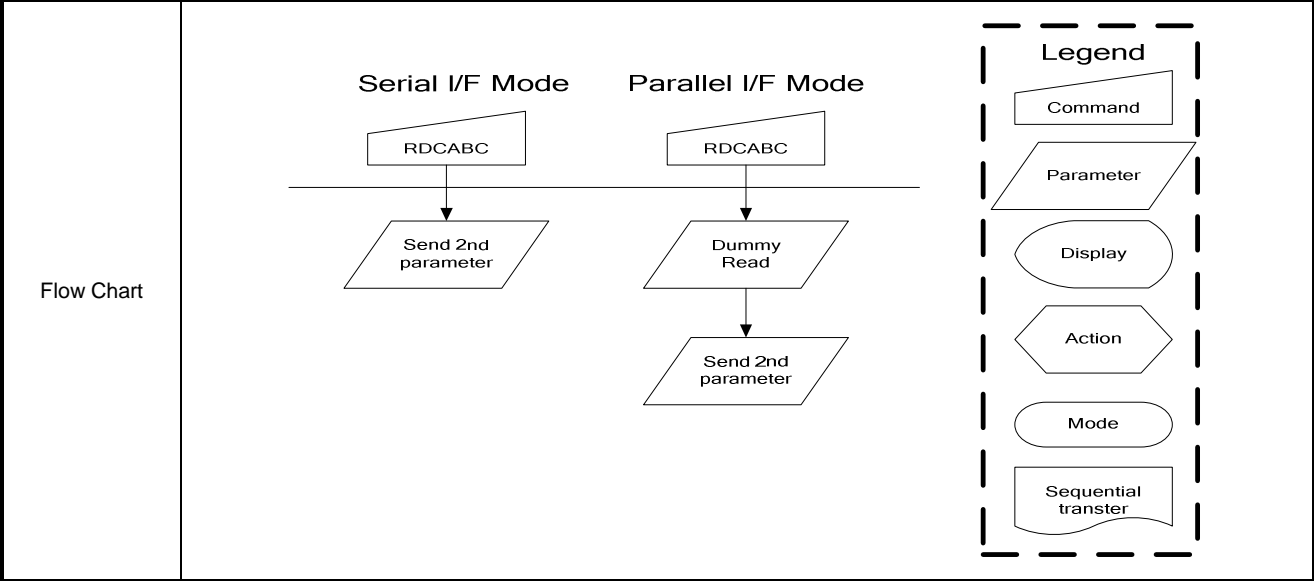 Flow Chart
Serial I/F Mode
RDCABC
Send 2nd
parameter
Parallel I/F Mode
RDCABC
Dummy
Read
Send 2nd
parameter
Legend
Command
Parameter
Display
Action
Mode
Sequential
transter